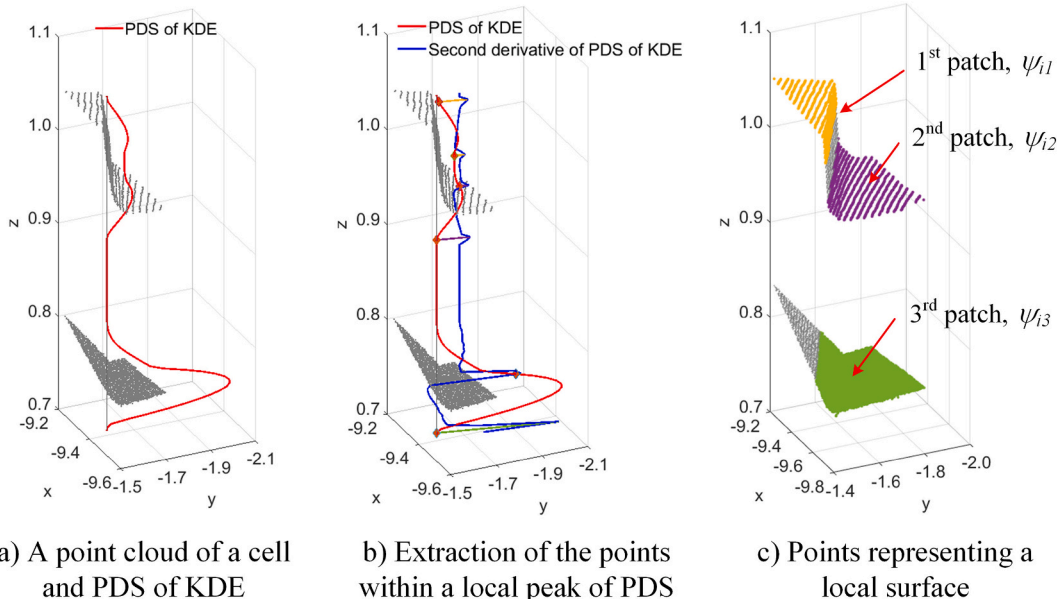 PDS of KDE
1.1
1.0
0.9
0.8
0.7
z
-9.2
-9.4
-9.6
x
-1.5
-1.7
-1.9
-2.1
y
a) A point cloud of a cell
and PDS of KDE
PDS of KDE
Second derivative of PDS of KDE
1.1
1.0
0.9
0.8
0.7
z
-9.2
-9.4
-9.6
x
-1.5
-1.7
-1.9
-2.1
y
b) Extraction of the points
within a local peak of PDS
1.1
1.0
0.9
0.8
0.7
z
-9.2
-9.4
-9.6
-9.8
x
-1.4
-1.6
-1.8
-2.0
y
1st patch, ψi1
2nd patch, ψi2
3rd patch, ψi3
c) Points representing a
local surface